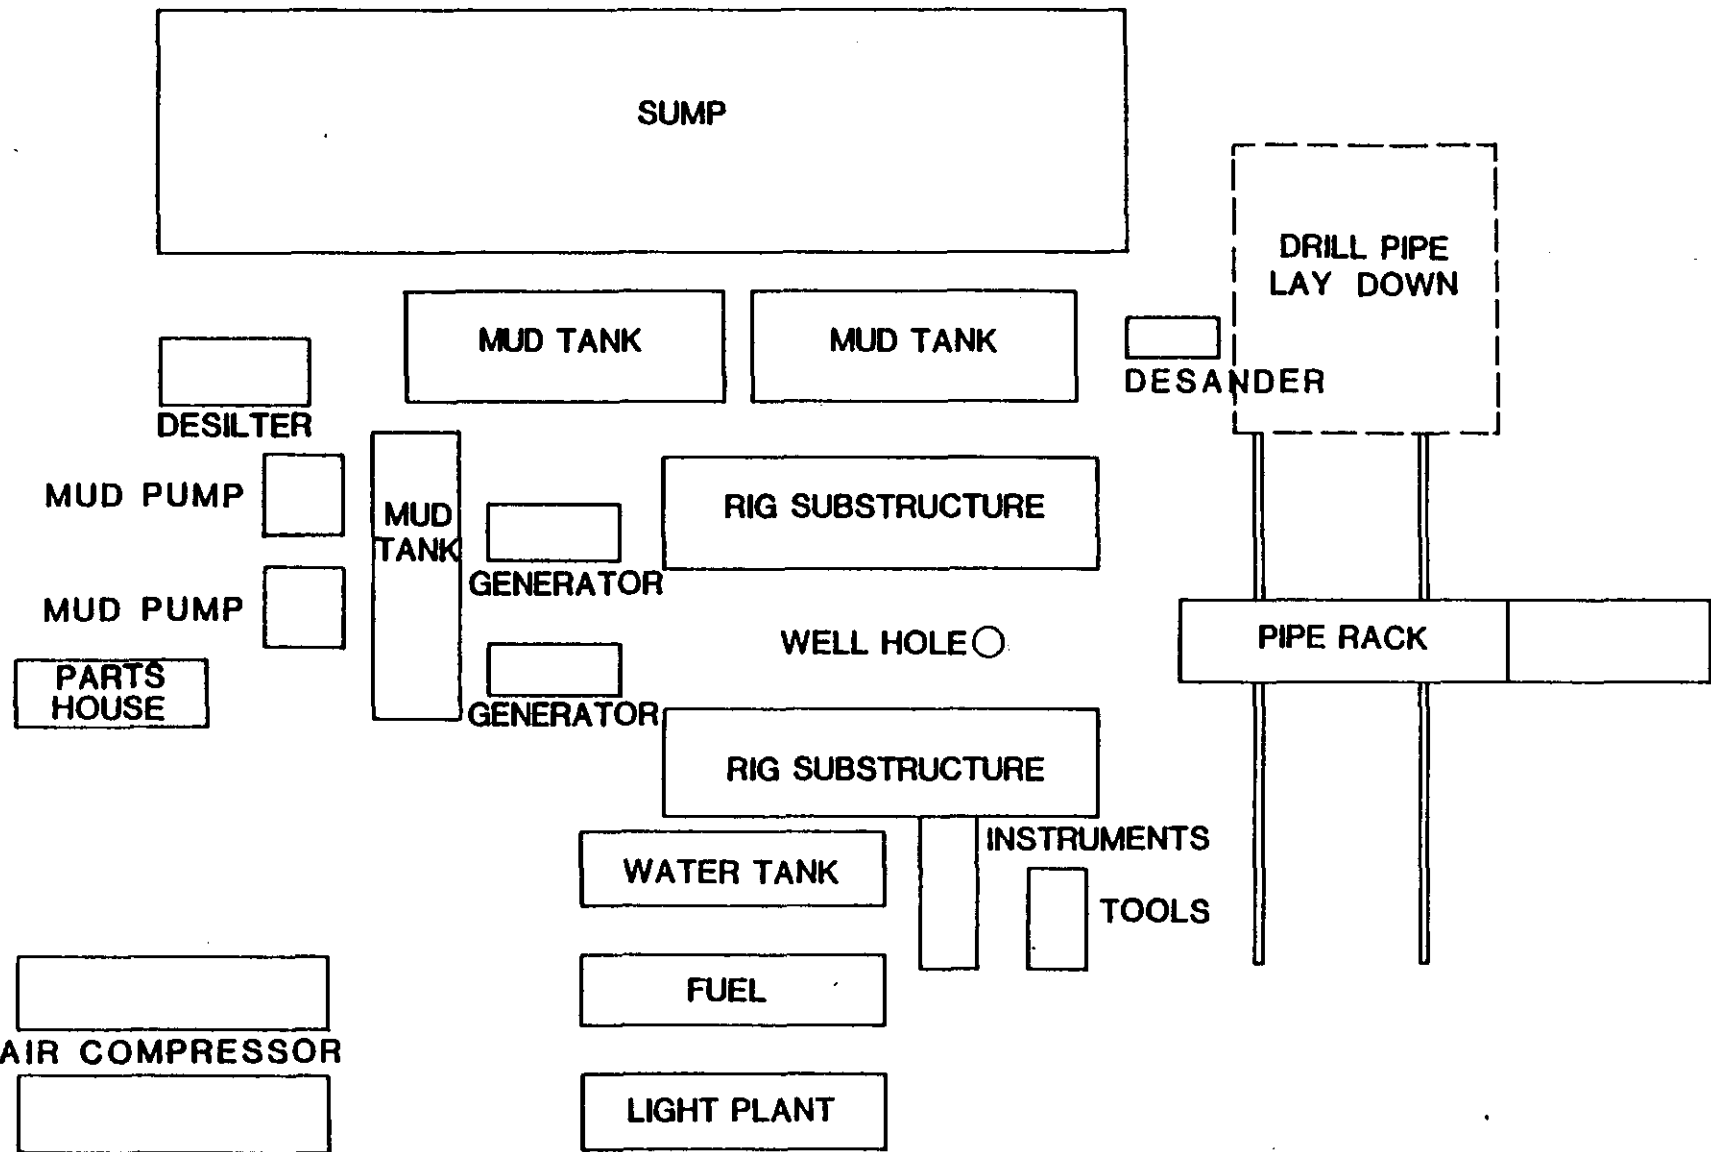 SUMP
DRILL PIPE
LAY DOWN
MUD TANK
MUD TANK
DESANDER
DESILTER
MUD PUMP
MUD
TANK
RIG SUBSTRUCTURE
GENERATOR
MUD PUMP
WELL HOLE
PIPE RACK
PARTS
HOUSE
GENERATOR
RIG SUBSTRUCTURE
INSTRUMENTS
WATER TANK
TOOLS
FUEL
AIR COMPRESSOR
LIGHT PLANT